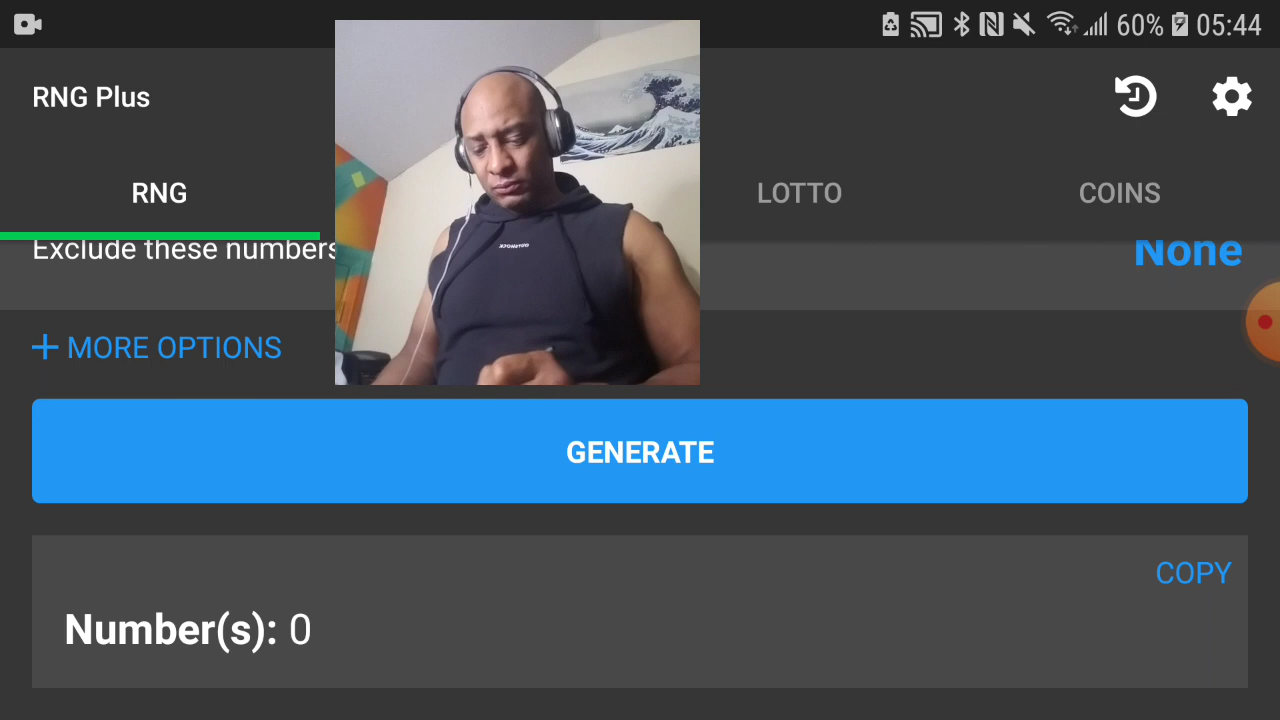 60% 05:44
RNG Plus
RNG
LOTTO
COINS
Exclude these numbers
None
+ MORE OPTIONS
GENERATE
COPY
Number(s): 0